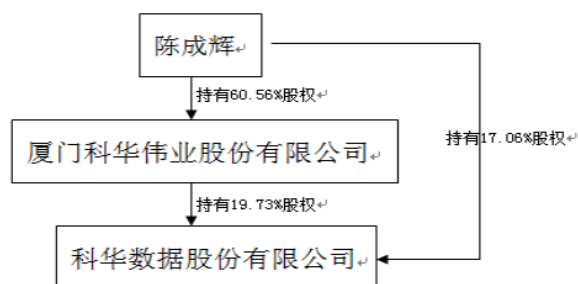 陈成辉
持有60.56%股权
厦门科华伟业股份有限公司
持有17.06%股权
持有19.73%股权
科华数据股份有限公司